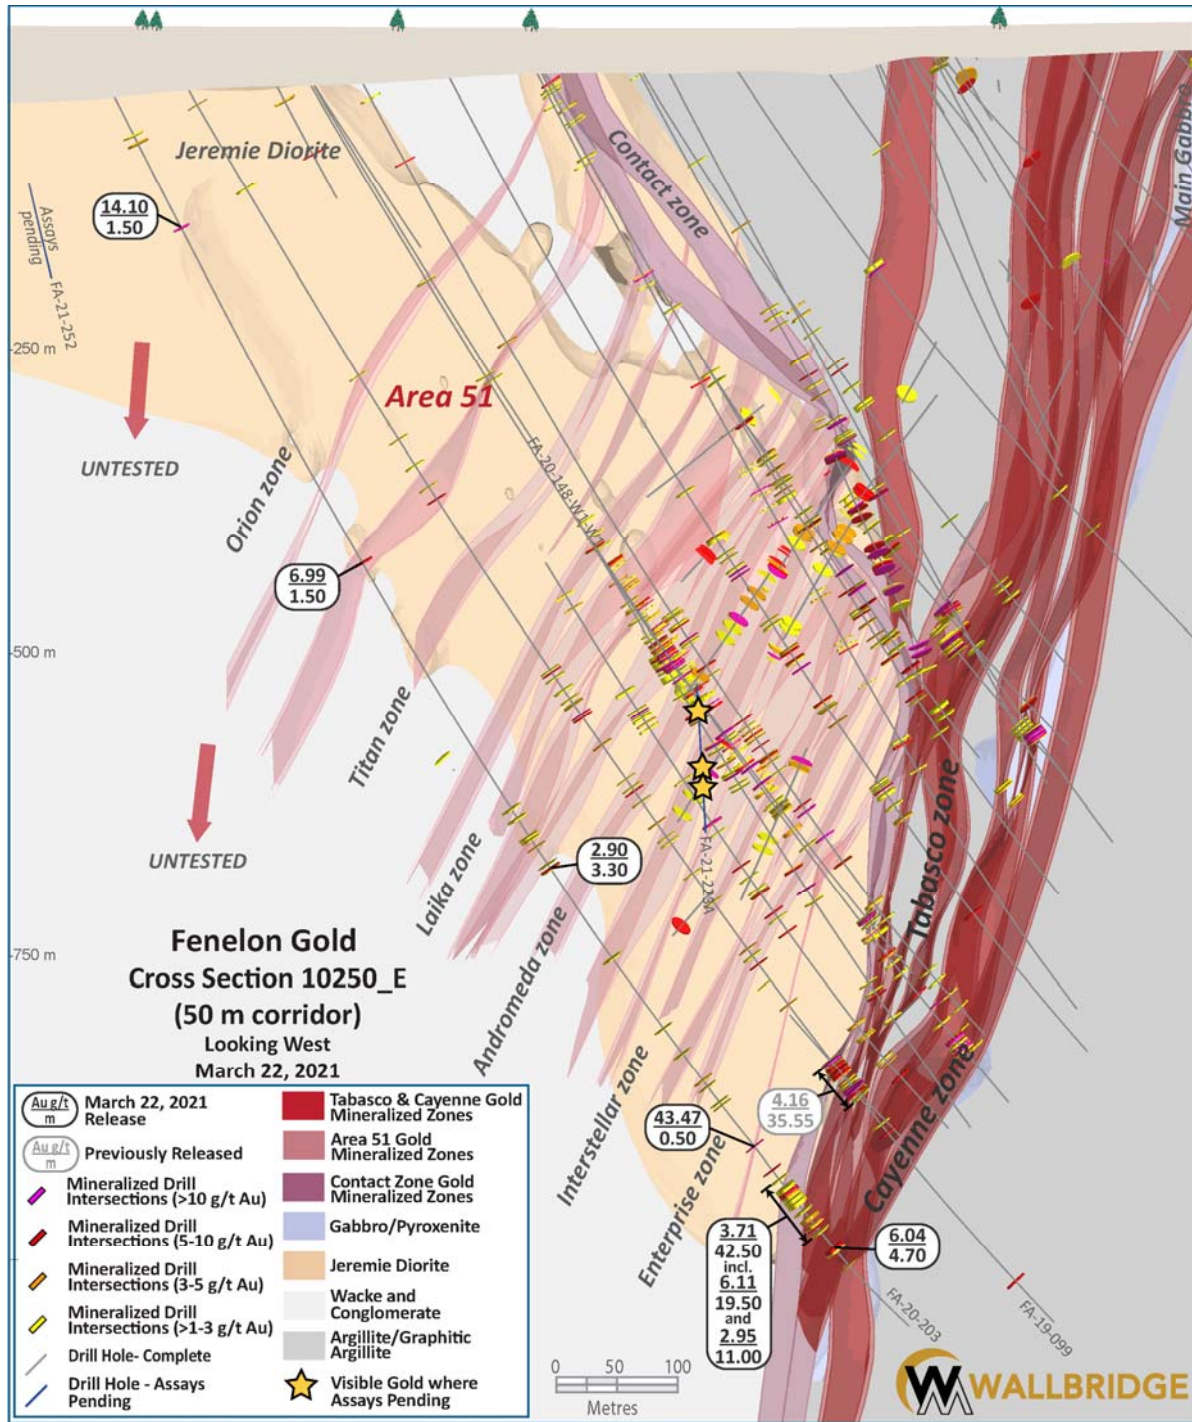 Jeremie Diorite
Contact zone
Main Gabbro
14.10
1.50
Assays
pending
FA-21-252
250 m
Area 51
UNTESTED
Orion zone
FA-20-148-W1-W1
6.99
1.50
500 m
Titan zone
UNTESTED
Laika zone
2.90
3.30
FA-21-223A
Tabasco zone
Andromeda zone
750 m
Fenelon Gold
Cross Section 10250_E
(50 m corridor)
Looking West
March 22, 2021
Interstellar zone
Enterprise zone
43.47
0.50
4.16
35.55
Cayenne zone
3.71
42.50
incl.
6.11
19.50
and
2.95
11.00
6.04
4.70
FA-20-203
FA-19-099
Au g/t
m
March 22, 2021
Release
Au g/t
m
Previously Released
Mineralized Drill
Intersections (>10 g/t Au)
Mineralized Drill
Intersections (5-10 g/t Au)
Mineralized Drill
Intersections (3-5 g/t Au)
Mineralized Drill
Intersections (>1-3 g/t Au)
Drill Hole- Complete
Drill Hole - Assays
Pending
Tabasco & Cayenne Gold
Mineralized Zones
Area 51 Gold
Mineralized Zones
Contact Zone Gold
Mineralized Zones
Gabbro/Pyroxenite
Jeremie Diorite
Wacke and
Conglomerate
Argillite/Graphitic
Argillite
Visible Gold where
Assays Pending
0 50 100
Metres
WALLBRIDGE